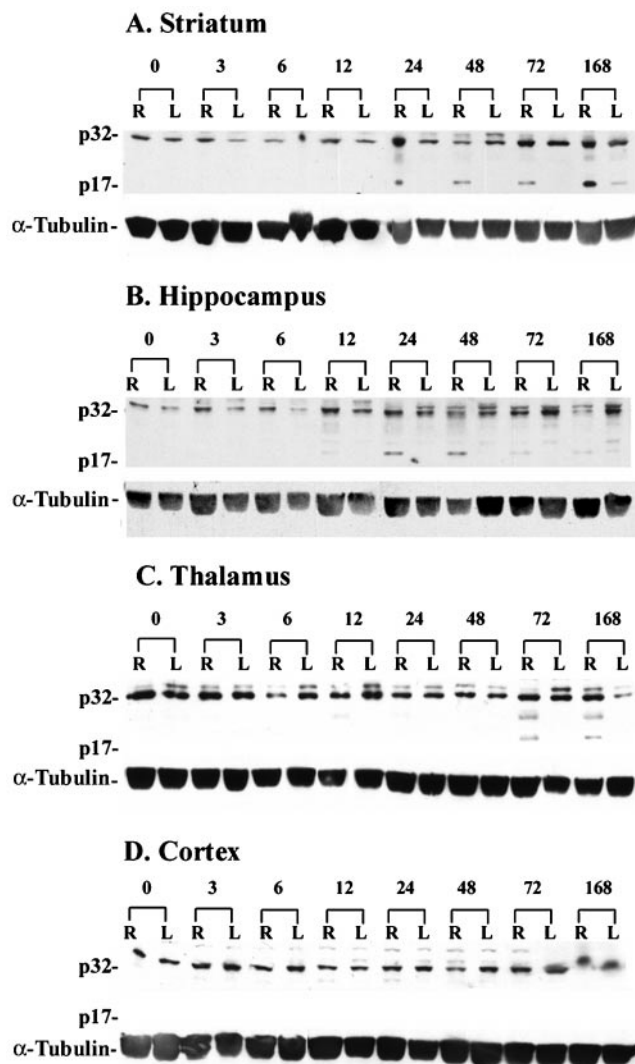 A. Striatum
0 3 6 12 24 48 72 168
R L R L R L R L R L R L R L R L
p32-
p17-
α-Tubulin-
B. Hippocampus
0 3 6 12 24 48 72 168
R L R L R L R L R L R L R L R L
p32-
p17-
α-Tubulin-
C. Thalamus
0 3 6 12 24 48 72 168
R L R L R L R L R L R L R L R L
p32-
p17-
α-Tubulin-
D. Cortex
0 3 6 12 24 48 72 168
R L R L R L R L R L R L R L R L
p32-
p17-
α-Tubulin-